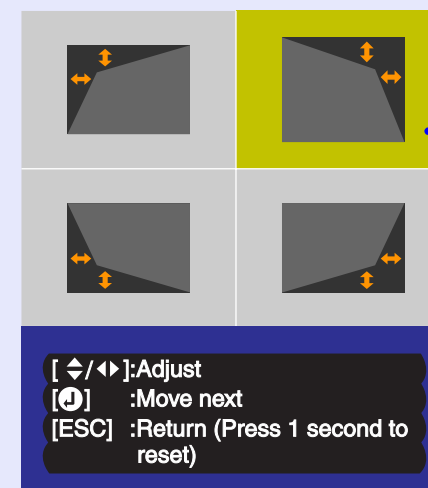 [ ⬘/◂▸ ]:Adjust
[⏎] :Move next
[ESC] :Return (Press 1 second to
reset)